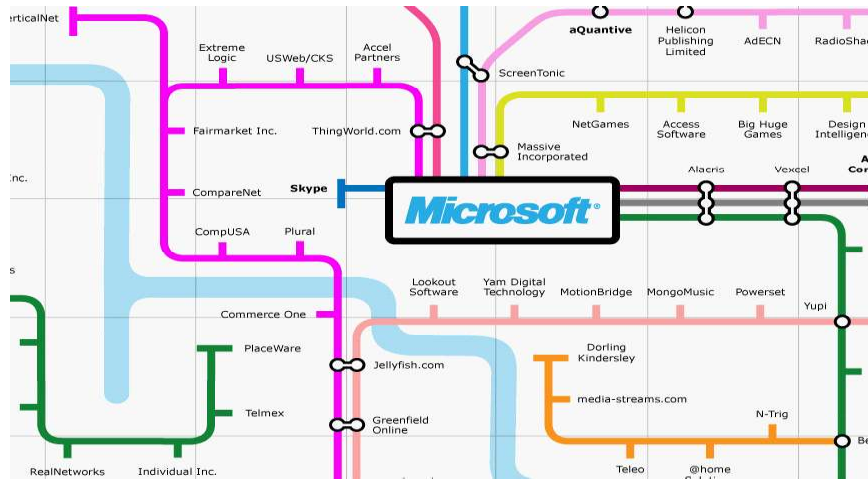 erticalNet
Extreme
Logic
USWeb/CKS
Accel
Partners
aQuantive
Helicon
Publishing
Limited
AdECN
RadioSha
ScreenTonic
Fairmarket Inc.
ThingWorld.com
NetGames
Access
Software
Big Huge
Games
Design
Intelligen
Massive
Incorporated
nc.
CompareNet
Skype
Microsoft®
Alacris
Vexcel
A
Cor
CompUSA
Plural
s
Commerce One
Lookout
Software
Yam Digital
Technology
MotionBridge
MongoMusic
Powerset
Yupi
PlaceWare
Jellyfish.com
Dorling
Kindersley
media-streams.com
Telmex
Greenfield
Online
N-Trig
Be
RealNetworks
Individual Inc.
Teleo
@home